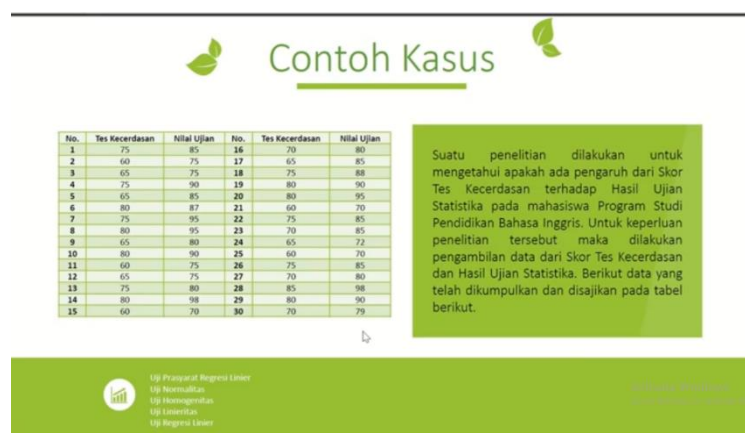 Contoh Kasus
No. Tes Kecerdasan Nilai Ujian No. Tes Kecerdasan Nilai Ujian
1 75 85 16 70 80
2 60 75 17 65 85
3 65 75 18 75 88
4 75 90 19 80 90
5 65 85 20 80 95
6 80 87 21 60 70
7 75 95 22 75 85
8 80 95 23 70 85
9 65 80 24 65 72
10 80 90 25 60 70
11 60 75 26 75 85
12 65 75 27 70 80
13 75 80 28 85 98
14 80 98 29 80 90
15 60 70 30 70 79
Suatu penelitian dilakukan untuk
mengetahui apakah ada pengaruh dari Skor
Tes Kecerdasan terhadap Hasil Ujian
Statistika pada mahasiswa Program Studi
Pendidikan Bahasa Inggris. Untuk keperluan
penelitian tersebut maka dilakukan
pengambilan data dari Skor Tes Kecerdasan
dan Hasil Ujian Statistika. Berikut data yang
telah dikumpulkan dan disajikan pada tabel
berikut.
Uji Prasyarat Regresi Linier
Uji Normalitas
Uji Homogenitas
Uji Linieritas
Uji Regresi Linier